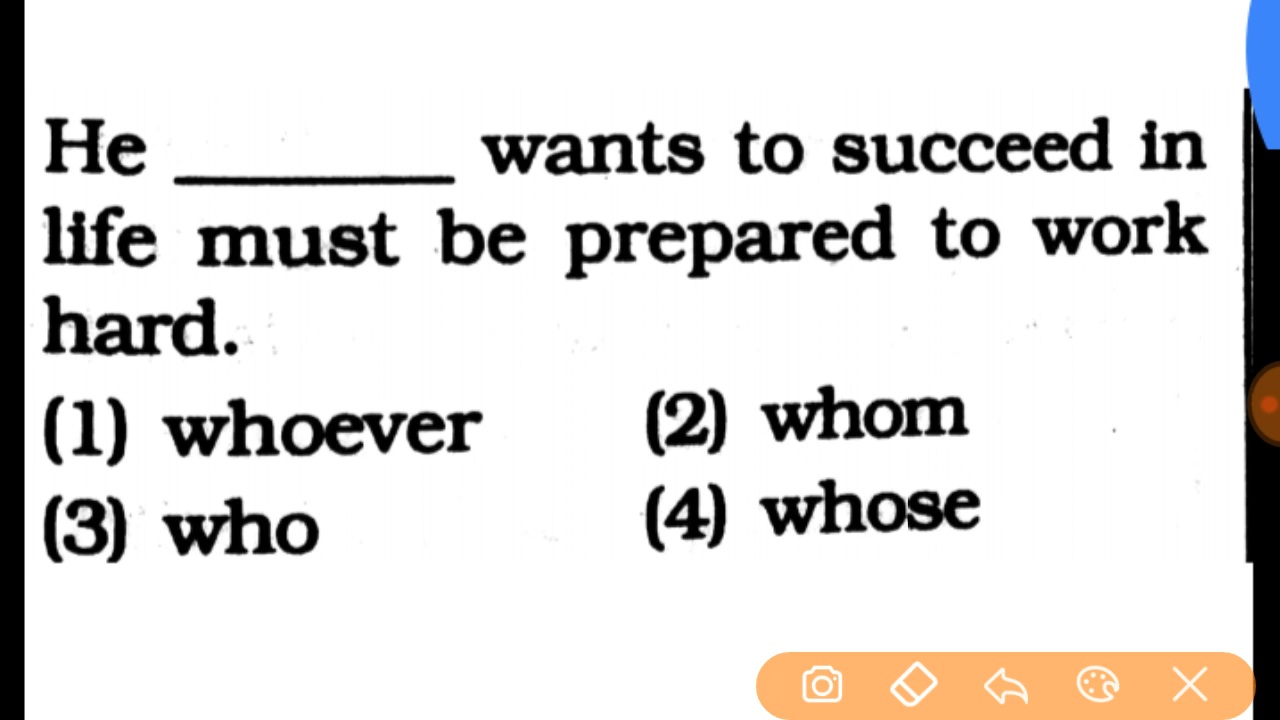 He ________ wants to succeed in
life must be prepared to work
hard.
(1) whoever (2) whom
(3) who (4) whose